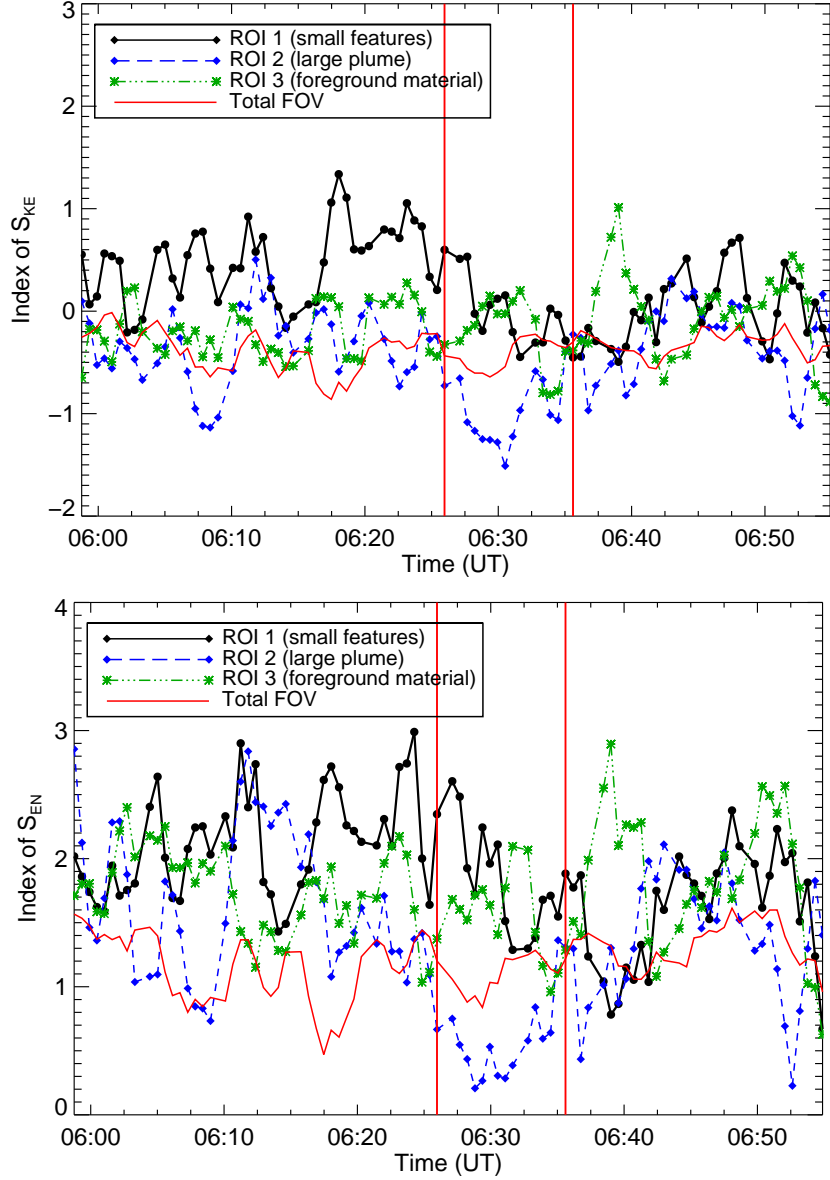 3
2
1
0
−1
−2
Index of S_KE
ROI 1 (small features)
ROI 2 (large plume)
ROI 3 (foreground material)
Total FOV
06:00 06:10 06:20 06:30 06:40 06:50
Time (UT)
4
3
2
1
0
Index of S_EN
ROI 1 (small features)
ROI 2 (large plume)
ROI 3 (foreground material)
Total FOV
06:00 06:10 06:20 06:30 06:40 06:50
Time (UT)